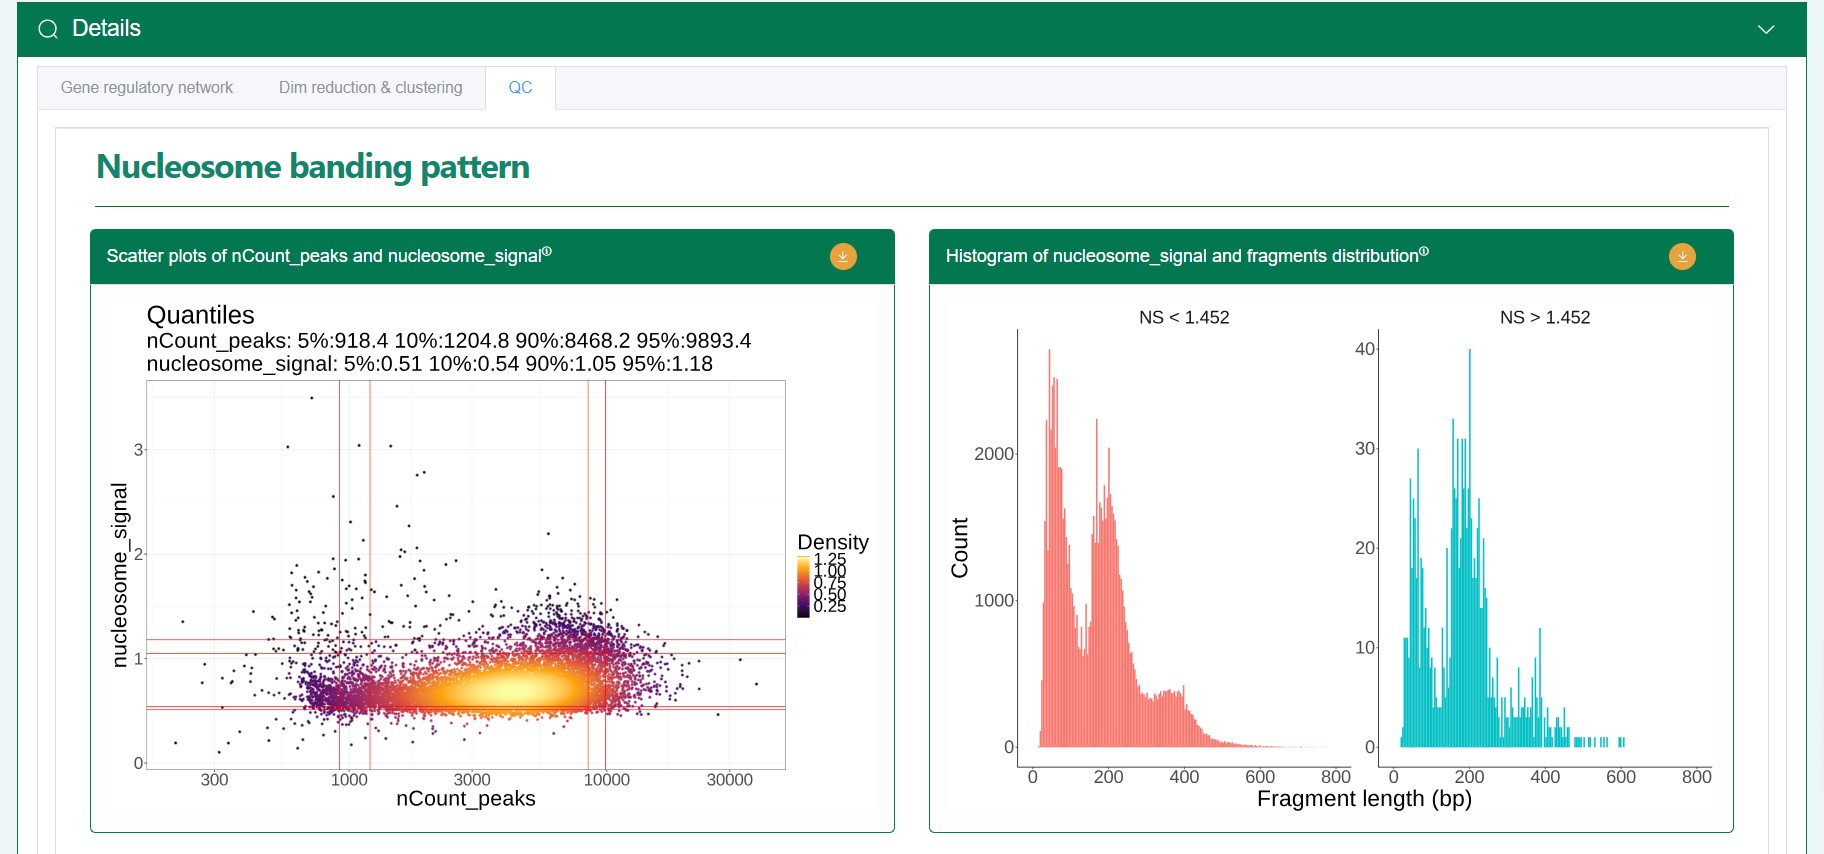 Details
Gene regulatory network
Dim reduction & clustering
QC
Nucleosome banding pattern
Scatter plots of nCount_peaks and nucleosome_signal
Quantiles
nCount_peaks: 5%:918.4 10%:1204.8 90%:8468.2 95%:9893.4
nucleosome_signal: 5%:0.51 10%:0.54 90%:1.05 95%:1.18
nucleosome_signal
3
2
1
0
300 1000 3000 10000 30000
nCount_peaks
Density
1.25
1.00
0.75
0.50
0.25
Histogram of nucleosome_signal and fragments distribution
NS < 1.452
NS > 1.452
Count
2000
1000
0
40
30
20
10
0
0 200 400 600 800
0 200 400 600 800
Fragment length (bp)